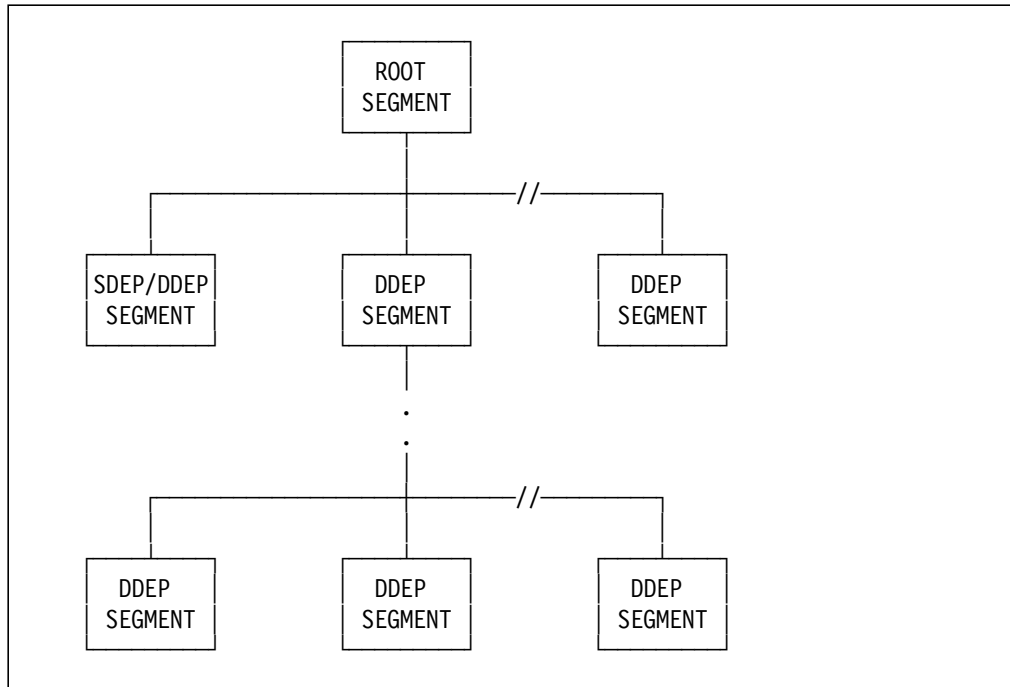 ROOT
SEGMENT
//
SDEP/DDEP
SEGMENT
DDEP
SEGMENT
DDEP
SEGMENT
//
DDEP
SEGMENT
DDEP
SEGMENT
DDEP
SEGMENT